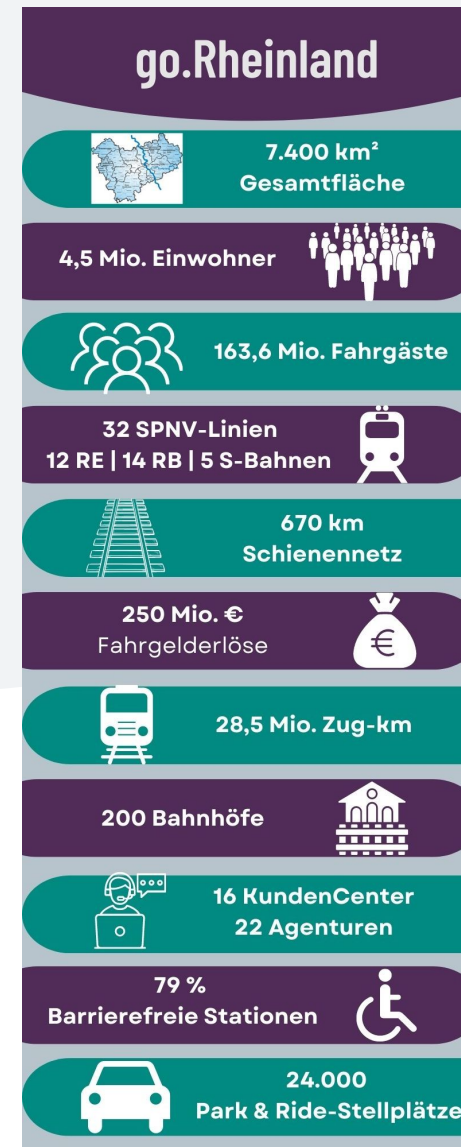 go.Rheinland
7.400 km²
Gesamtfläche
4,5 Mio. Einwohner
163,6 Mio. Fahrgäste
32 SPNV-Linien
12 RE | 14 RB | 5 S-Bahnen
670 km
Schienennetz
250 Mio. €
Fahrgelderlöse
€
28,5 Mio. Zug-km
200 Bahnhöfe
16 KundenCenter
22 Agenturen
79 %
Barrierefreie Stationen
24.000
Park & Ride-Stellplätze